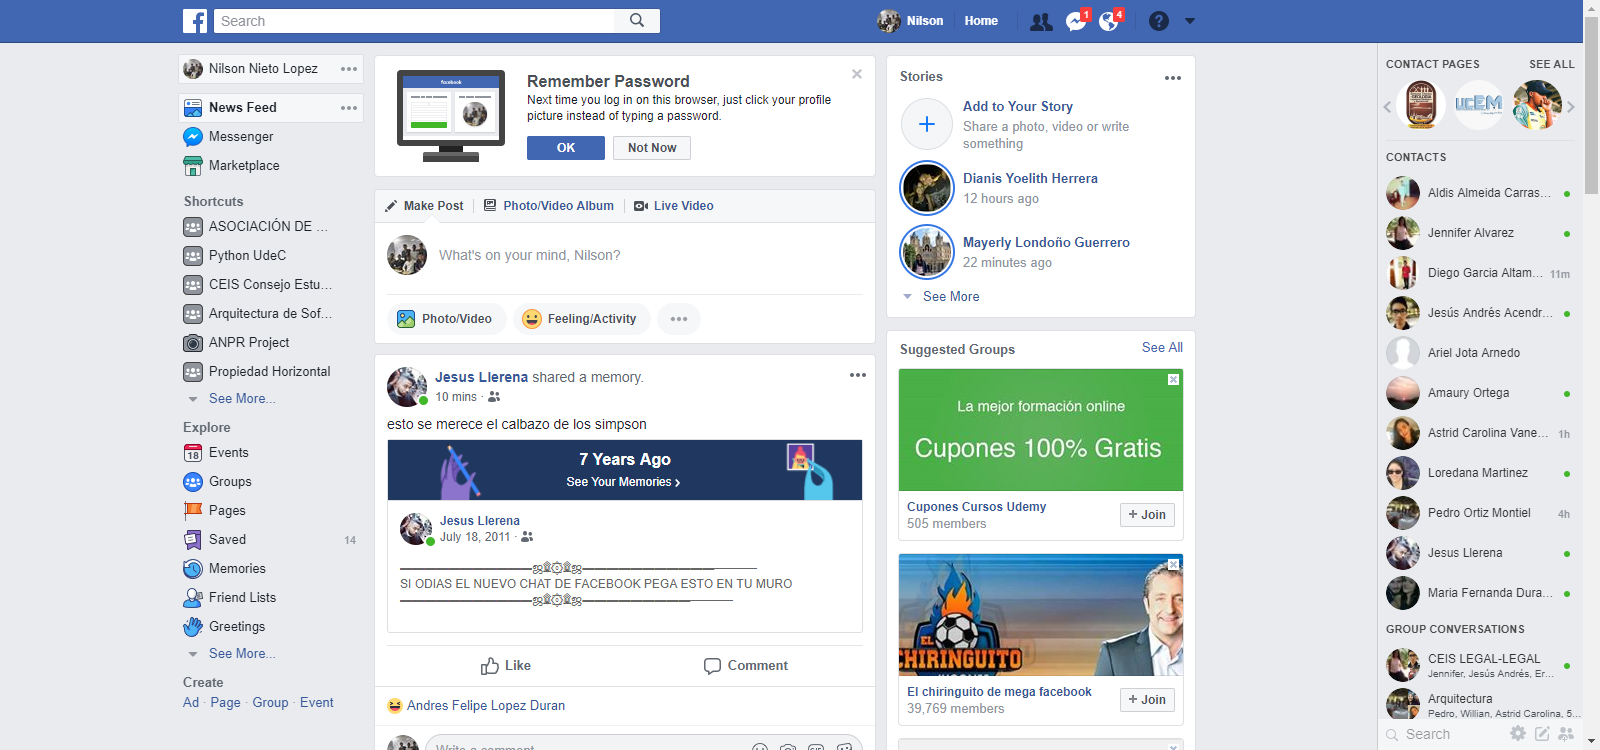 Search
Nilson
Home
1
4
Nilson Nieto Lopez
News Feed
Messenger
Marketplace
Shortcuts
ASOCIACIÓN DE ...
Python UdeC
CEIS Consejo Estu...
Arquitectura de Sof...
ANPR Project
Propiedad Horizontal
See More...
Explore
18 Events
Groups
Pages
Saved 14
Memories
Friend Lists
Greetings
See More...
Create
Ad · Page · Group · Event
facebook
Remember Password
Next time you log in on this browser, just click your profile
picture instead of typing a password.
OK
Not Now
Make Post
Photo/Video Album
Live Video
What's on your mind, Nilson?
Photo/Video
Feeling/Activity
Jesus Llerena shared a memory.
10 mins ·
esto se merece el calbazo de los simpson
7 Years Ago
See Your Memories ›
Jesus Llerena
July 18, 2011 ·
SI ODIAS EL NUEVO CHAT DE FACEBOOK PEGA ESTO EN TU MURO
Like
Comment
Andres Felipe Lopez Duran
Write a comment...
Stories
Add to Your Story
Share a photo, video or write
something
Dianis Yoelith Herrera
12 hours ago
Mayerly Londoño Guerrero
22 minutes ago
See More
Suggested Groups
See All
La mejor formación online
Cupones 100% Gratis
Cupones Cursos Udemy
505 members
+ Join
EL
CHIRINGUITO
El chiringuito de mega facebook
39,769 members
+ Join
CONTACT PAGES
SEE ALL
UCEM
CONTACTS
Aldis Almeida Carras...
Jennifer Alvarez
Diego Garcia Altam... 11m
Jesús Andrés Acendr...
Ariel Jota Arnedo
Amaury Ortega
Astrid Carolina Vane... 1h
Loredana Martinez
Pedro Ortiz Montiel 4h
Jesus Llerena
Maria Fernanda Dura...
GROUP CONVERSATIONS
CEIS LEGAL-LEGAL
Jennifer, Jesús Andrés, Er...
Arquitectura
Pedro, Willian, Astrid Carolina, 5...
Search